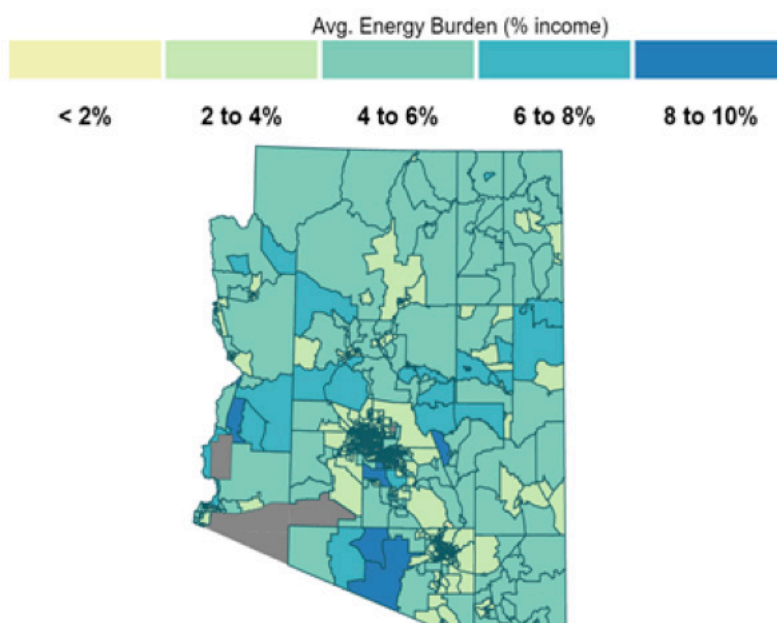 Avg. Energy Burden (% income)
< 2% 2 to 4% 4 to 6% 6 to 8% 8 to 10%